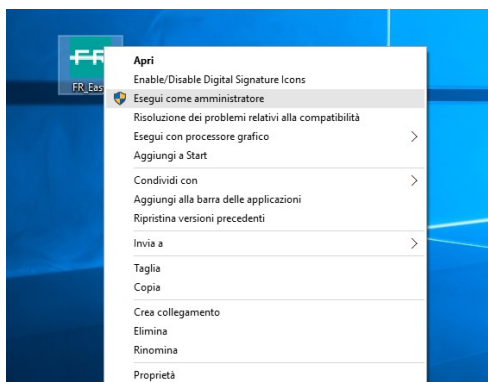 FR
FR_Eas
Apri
Enable/Disable Digital Signature Icons
Esegui come amministratore
Risoluzione dei problemi relativi alla compatibilità
Esegui con processore grafico
Aggiungi a Start
Condividi con
Aggiungi alla barra delle applicazioni
Ripristina versioni precedenti
Invia a
Taglia
Copia
Crea collegamento
Elimina
Rinomina
Proprietà